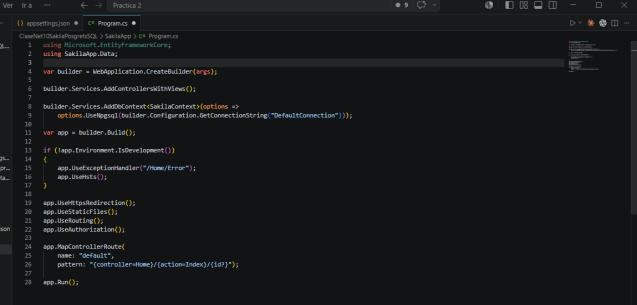 Ver Ir a ... Practica 2 9
appsettings.json Program.cs
ClaseNet10SakilaPosgretsSQL > SakilaApp > Program.cs
1 using Microsoft.EntityFrameworkCore;
2 using SakilaApp.Data;
3
4 var builder = WebApplication.CreateBuilder(args);
5
6 builder.Services.AddControllersWithViews();
7
8 builder.Services.AddDbContext<SakilaContext>(options =>
9 options.UseNpgsql(builder.Configuration.GetConnectionString("DefaultConnection")));
10
11 var app = builder.Build();
12
13 if (!app.Environment.IsDevelopment())
14 {
15 app.UseExceptionHandler("/Home/Error");
16 app.UseHsts();
17 }
18
19 app.UseHttpsRedirection();
20 app.UseStaticFiles();
21 app.UseRouting();
22 app.UseAuthorization();
23
24 app.MapControllerRoute(
25 name: "default",
26 pattern: "{controller=Home}/{action=Index}/{id?}");
27
28 app.Run();